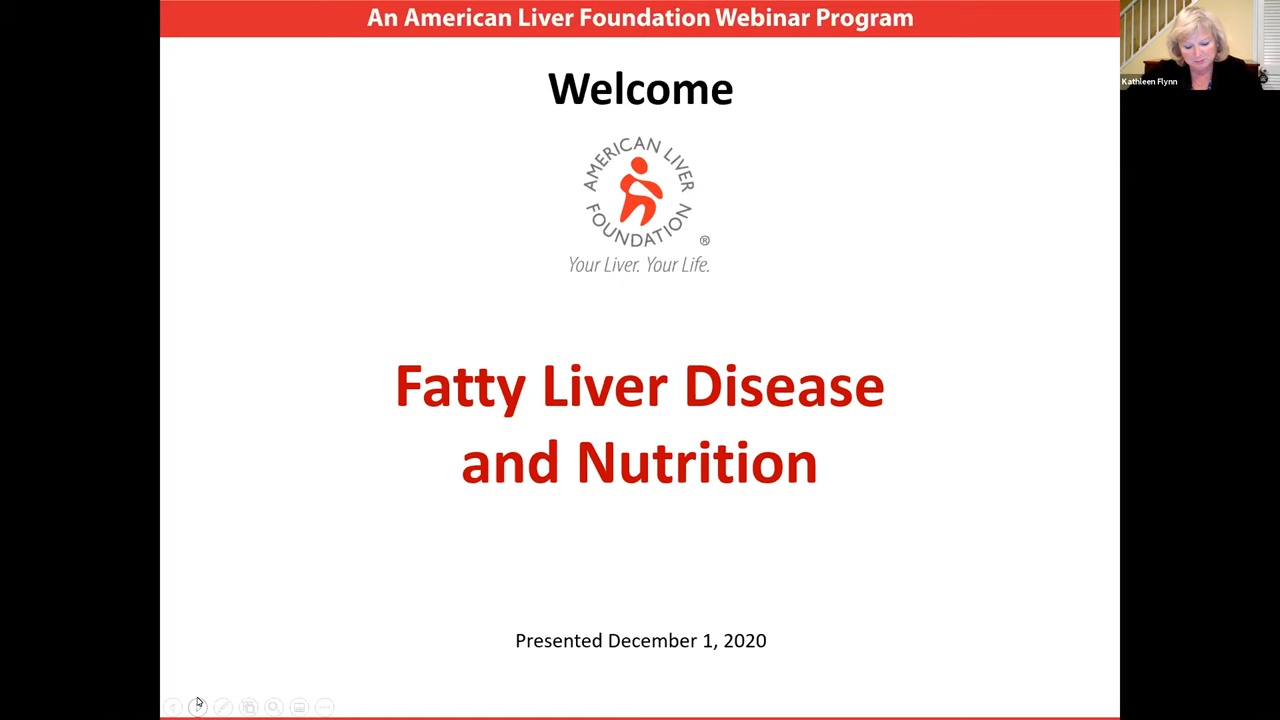 An American Liver Foundation Webinar Program
Kathleen Flynn
Welcome
AMERICAN LIVER
FOUNDATION
®
Your Liver. Your Life.
Fatty Liver Disease
and Nutrition
Presented December 1, 2020